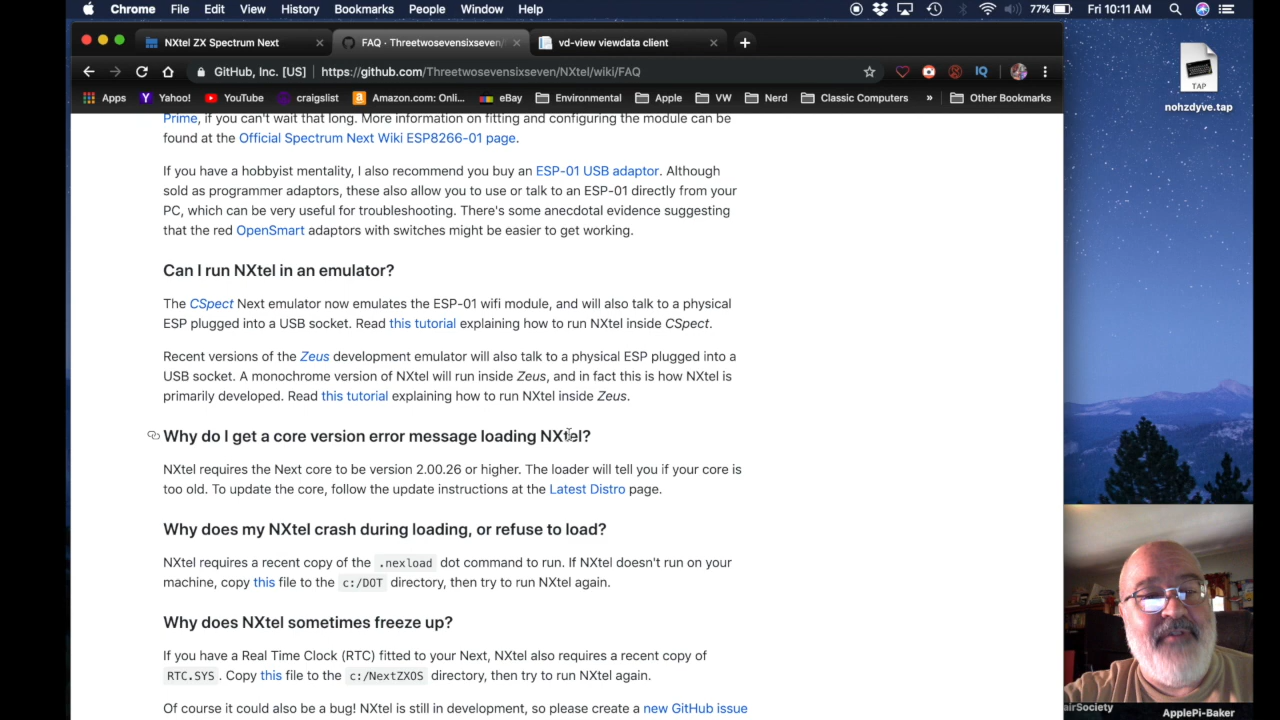 Chrome File Edit View History Bookmarks People Window Help 77% Fri 10:11 AM
NXtel ZX Spectrum Next
FAQ · Threetwosevensixseven/
vd-view viewdata client
GitHub, Inc. [US] | https://github.com/Threetwosevensixseven/NXtel/wiki/FAQ
IQ
Apps Yahoo! YouTube craigslist Amazon.com: Onli... eBay Environmental Apple VW Nerd Classic Computers » Other Bookmarks
TAP
nohzdyve.tap
Prime, if you can't wait that long. More information on fitting and configuring the module can be
found at the Official Spectrum Next Wiki ESP8266-01 page.
If you have a hobbyist mentality, I also recommend you buy an ESP-01 USB adaptor. Although
sold as programmer adaptors, these also allow you to use or talk to an ESP-01 directly from your
PC, which can be very useful for troubleshooting. There's some anecdotal evidence suggesting
that the red OpenSmart adaptors with switches might be easier to get working.
Can I run NXtel in an emulator?
The CSpect Next emulator now emulates the ESP-01 wifi module, and will also talk to a physical
ESP plugged into a USB socket. Read this tutorial explaining how to run NXtel inside CSpect.
Recent versions of the Zeus development emulator will also talk to a physical ESP plugged into a
USB socket. A monochrome version of NXtel will run inside Zeus, and in fact this is how NXtel is
primarily developed. Read this tutorial explaining how to run NXtel inside Zeus.
Why do I get a core version error message loading NXtel?
NXtel requires the Next core to be version 2.00.26 or higher. The loader will tell you if your core is
too old. To update the core, follow the update instructions at the Latest Distro page.
Why does my NXtel crash during loading, or refuse to load?
NXtel requires a recent copy of the .nexload dot command to run. If NXtel doesn't run on your
machine, copy this file to the c:/DOT directory, then try to run NXtel again.
Why does NXtel sometimes freeze up?
If you have a Real Time Clock (RTC) fitted to your Next, NXtel also requires a recent copy of
RTC.SYS . Copy this file to the c:/NextZXOS directory, then try to run NXtel again.
Of course it could also be a bug! NXtel is still in development, so please create a new GitHub issue
airSociety
ApplePi-Baker